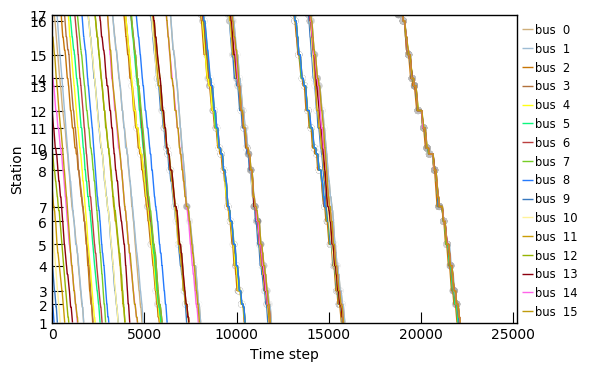 17
16
15
14
13
12
11
10
9
8
7
6
5
4
3
2
1
Station
0 5000 10000 15000 20000 25000
Time step
bus 0
bus 1
bus 2
bus 3
bus 4
bus 5
bus 6
bus 7
bus 8
bus 9
bus 10
bus 11
bus 12
bus 13
bus 14
bus 15